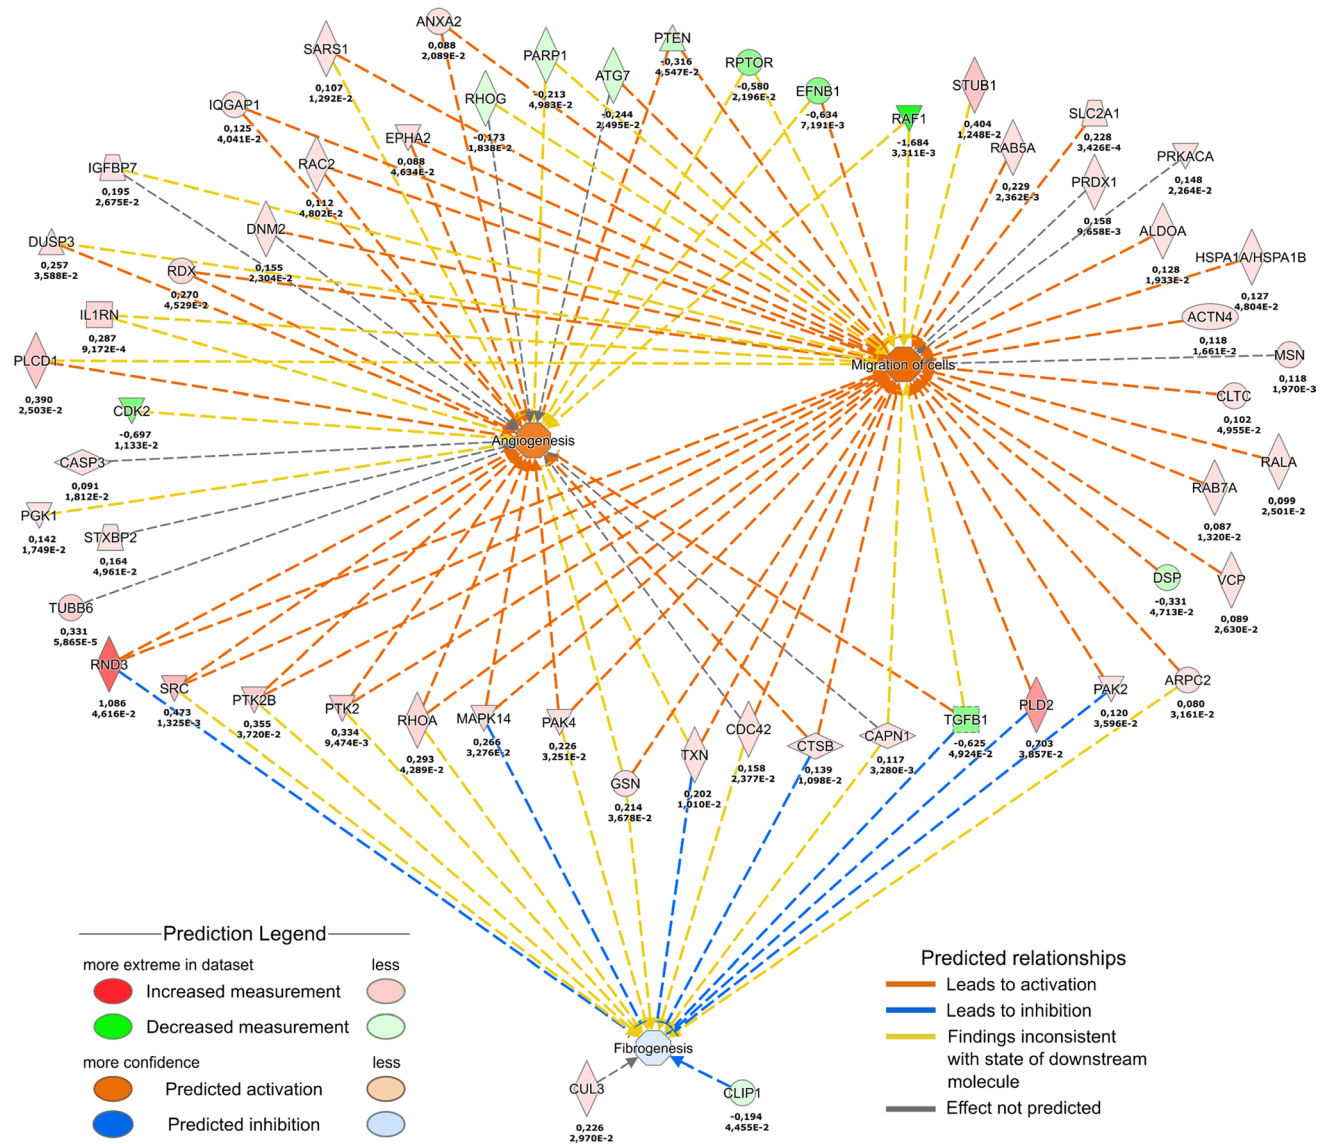 ANXA2
0,088
2,089E-2
SARS1
0,107
1,292E-2
PARP1
-0,213
4,983E-2
PTEN
-0,316
4,547E-2
ATG7
-0,244
2,495E-2
RPTOR
-0,580
2,196E-2
EFNB1
-0,634
7,191E-3
RHOG
-0,173
1,838E-2
RAF1
-1,684
3,311E-3
STUB1
0,404
1,248E-2
SLC2A1
0,228
3,426E-4
IQGAP1
0,125
4,041E-2
EPHA2
0,088
4,634E-2
RAB5A
0,229
2,362E-3
PRKACA
0,148
2,264E-2
IGFBP7
0,195
2,675E-2
RAC2
0,112
4,802E-2
PRDX1
0,158
9,658E-3
DNM2
0,155
2,304E-2
ALDOA
0,128
1,933E-2
DUSP3
0,257
3,588E-2
RDX
0,270
4,529E-2
HSPA1A/HSPA1B
0,127
4,804E-2
IL1RN
0,287
9,172E-4
ACTN4
0,118
1,661E-2
PLCD1
0,390
2,503E-2
MSN
0,118
1,970E-3
Migration of cells
CDK2
-0,697
1,133E-2
CLTC
0,102
4,955E-2
Angiogenesis
CASP3
0,091
1,812E-2
RALA
0,099
2,501E-2
PGK1
0,142
1,749E-2
RAB7A
0,087
1,320E-2
STXBP2
0,164
4,961E-2
DSP
-0,331
4,713E-2
VCP
0,089
2,630E-2
TUBB6
0,331
5,865E-5
RND3
1,086
4,616E-2
SRC
0,473
1,325E-3
PTK2B
0,355
3,720E-2
PTK2
0,334
9,474E-3
RHOA
0,293
4,289E-2
MAPK14
0,266
3,276E-2
PAK4
0,226
3,251E-2
GSN
0,214
3,678E-2
TXN
0,202
1,010E-2
CDC42
0,158
2,377E-2
CTSB
0,139
1,098E-2
CAPN1
0,117
3,280E-3
TGFB1
-0,625
4,924E-2
PLD2
0,703
3,857E-2
PAK2
0,120
3,596E-2
ARPC2
0,080
3,161E-2
Fibrogenesis
CUL3
0,226
2,970E-2
CLIP1
-0,194
4,455E-2
Prediction Legend
more extreme in dataset less
Increased measurement
Decreased measurement
more confidence less
Predicted activation
Predicted inhibition
Predicted relationships
Leads to activation
Leads to inhibition
Findings inconsistent
with state of downstream
molecule
Effect not predicted